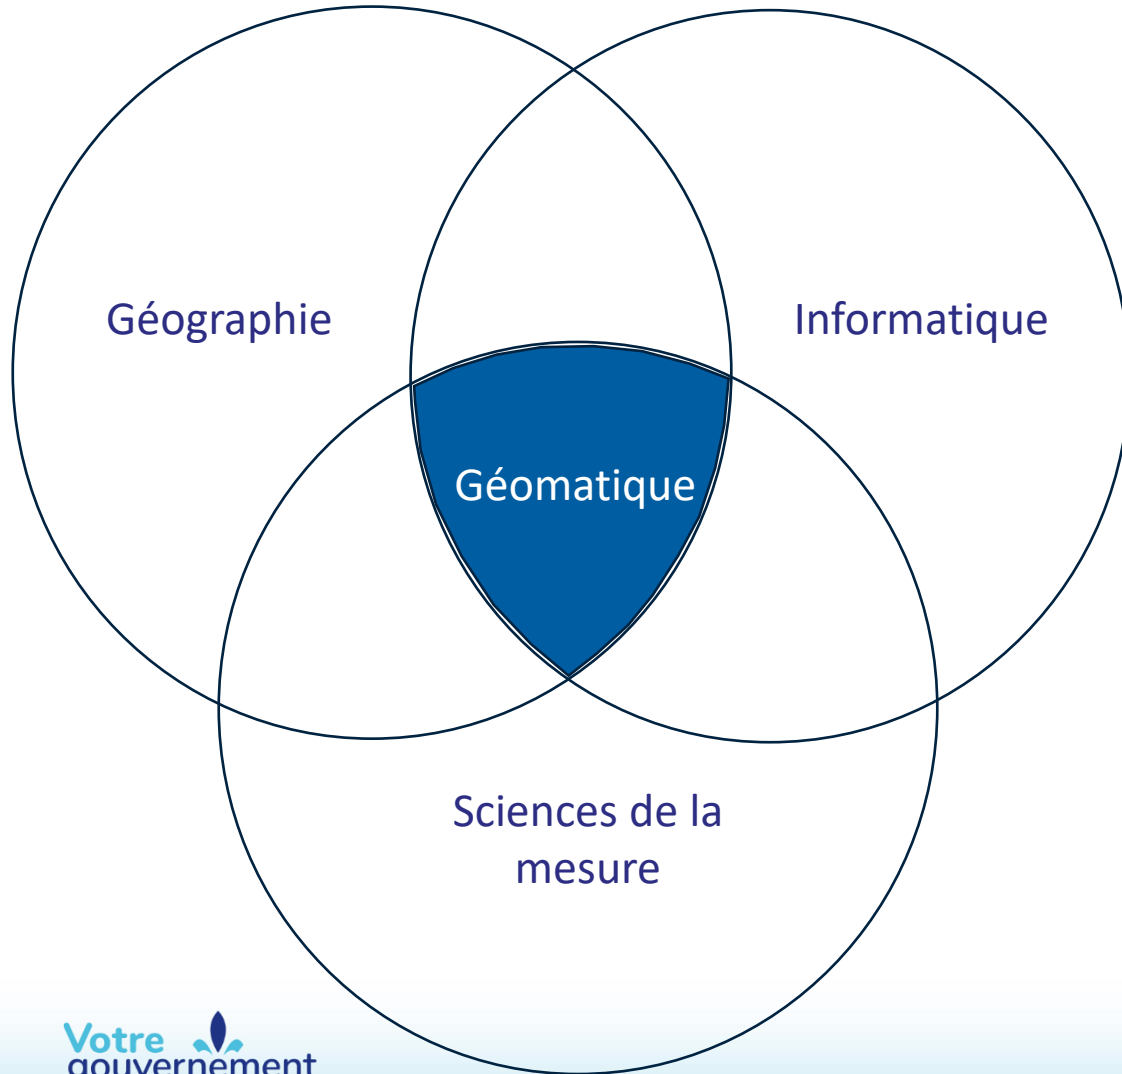 Géographie
Informatique
Géomatique
Sciences de la
mesure
Votre
gouvernement